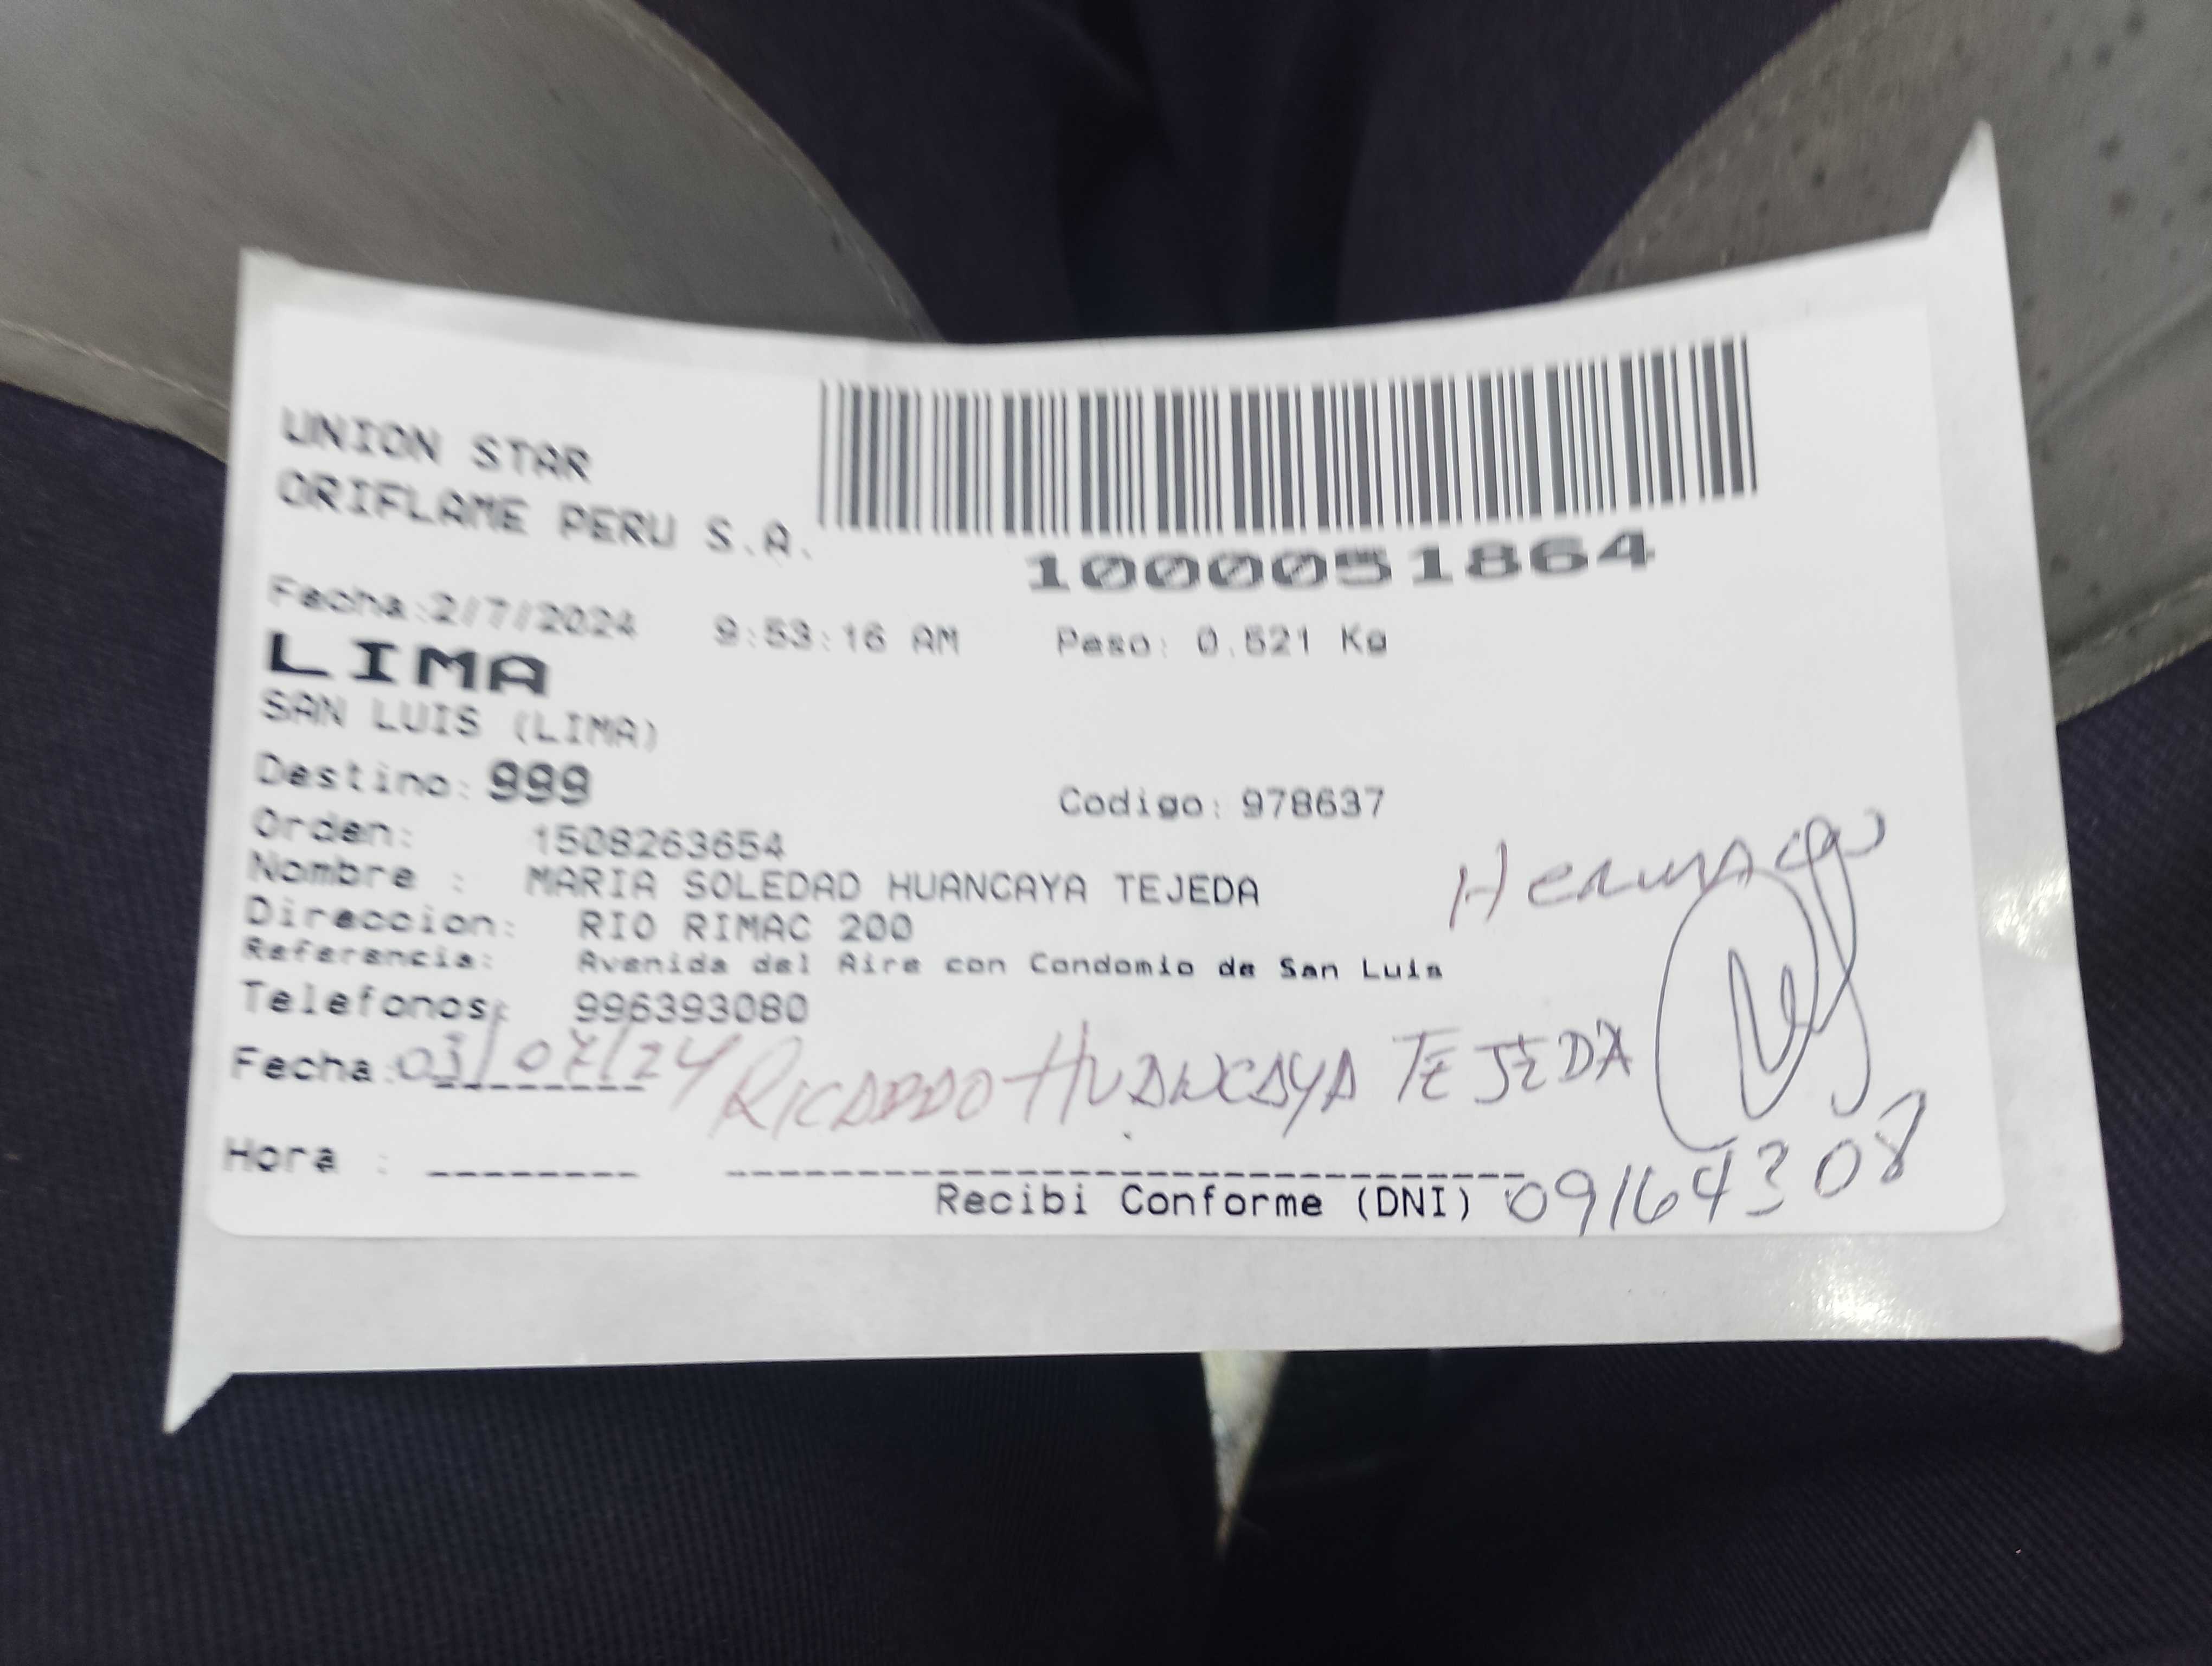 UNION STAR
ORIFLAME PERU S.A.
1000051864
Fecha:2/7/2024 9:53:16 AM Peso: 0.521 Kg
LIMA
SAN LUIS (LIMA)
Destino: 999 Codigo: 978637
Orden: 1508263654
Nombre : MARIA SOLEDAD HUANCAYA TEJEDA
Hermano
Direccion: RIO RIMAC 200
Referencia: Avenida del Aire con Condomio de San Luis
Telefonos: 996393080
Fecha: 03/07/24 RICARDO HUANCAYA TEJEDA
Hora : 
Recibi Conforme (DNI) 09164308